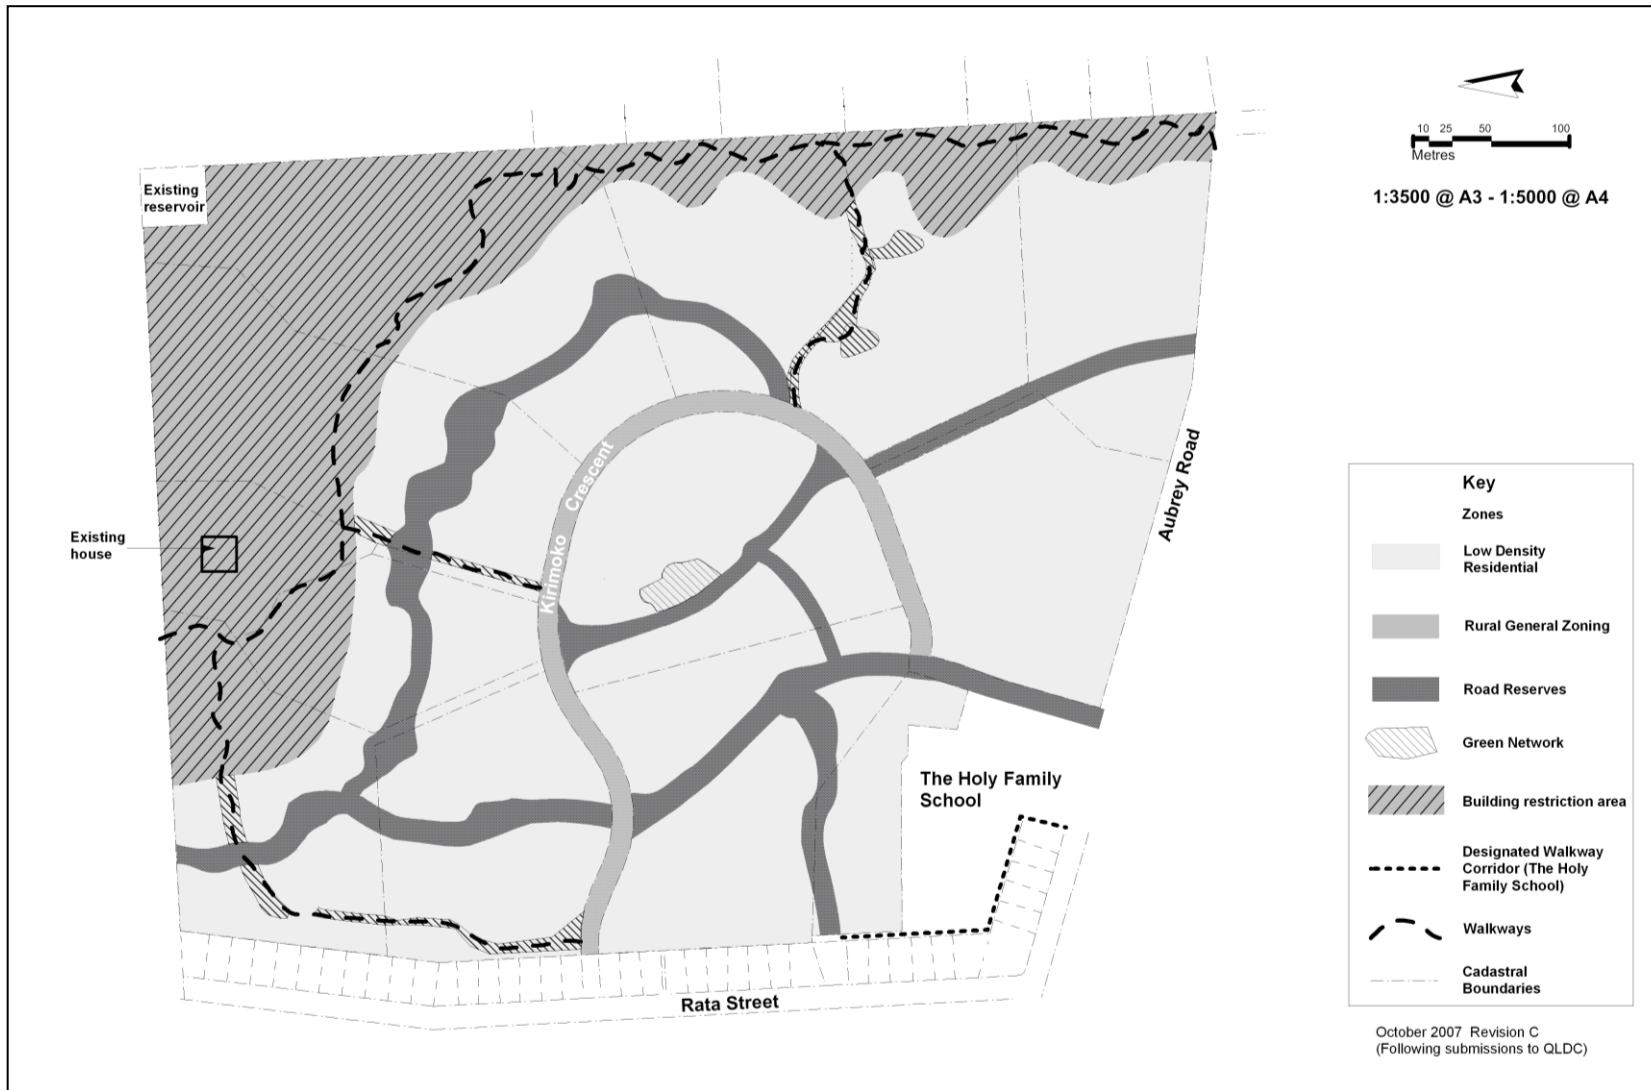 Existing
reservoir
10 25 50 100
Metres
1:3500 @ A3 - 1:5000 @ A4
Kirimoko Crescent
Aubrey Road
Existing
house
The Holy Family
School
Rata Street
Key
Zones
Low Density
Residential
Rural General Zoning
Road Reserves
Green Network
Building restriction area
Designated Walkway
Corridor (The Holy
Family School)
Walkways
Cadastral
Boundaries
October 2007 Revision C
(Following submissions to QLDC)